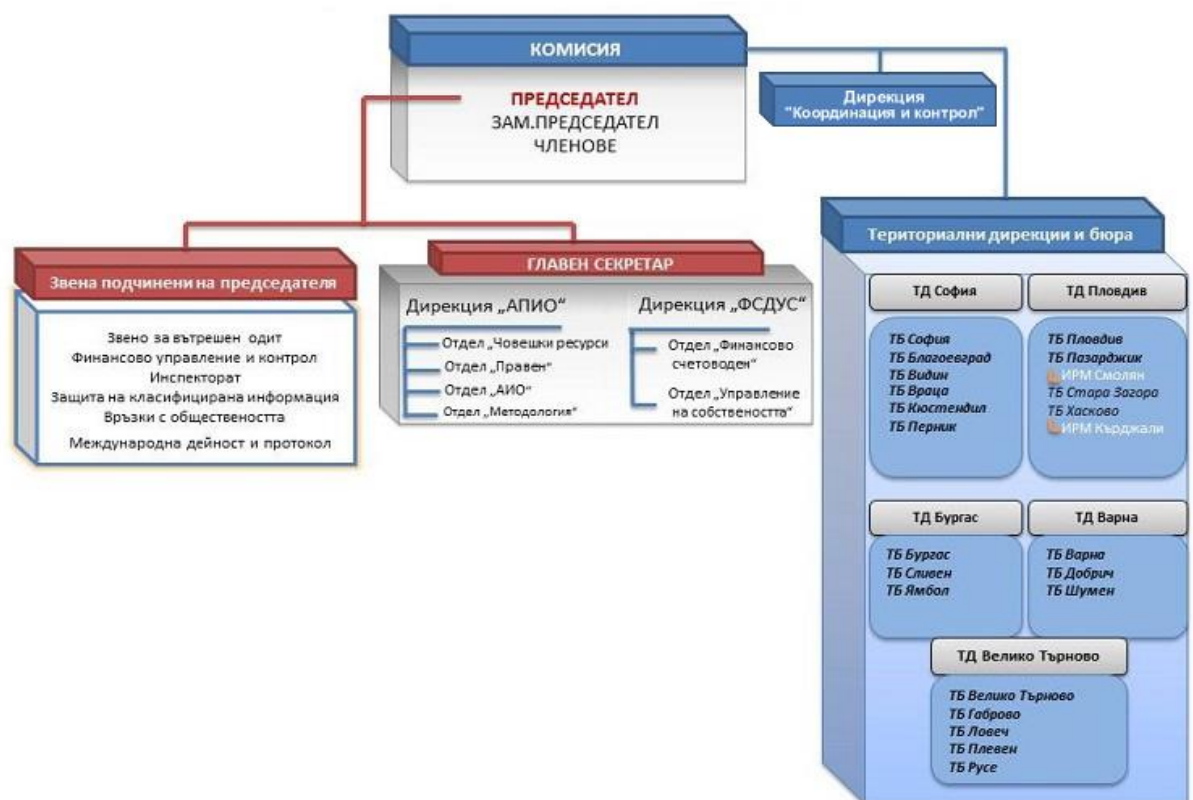 КОМИСИЯ
ПРЕДСЕДАТЕЛ
ЗАМ.ПРЕДСЕДАТЕЛ
ЧЛЕНОВЕ
Дирекция
"Координация и контрол"
Звена подчинени на председателя
Звено за вътрешен одит
Финансово управление и контрол
Инспекторат
Защита на класифицирана информация
Връзки с обществеността
Международна дейност и протокол
ГЛАВЕН СЕКРЕТАР
Дирекция „АПИО“
Отдел „Човешки ресурси
Отдел „Правен“
Отдел „АИО“
Отдел „Методология“
Дирекция „ФСДУС“
Отдел „Финансово
счетоводен“
Отдел „Управление
на собствеността“
Териториални дирекции и бюра
ТД София
ТБ София
ТБ Благоевград
ТБ Видин
ТБ Враца
ТБ Кюстендил
ТБ Перник
ТД Пловдив
ТБ Пловдив
ТБ Пазарджик
ИРМ Смолян
ТБ Стара Загора
ТБ Хасково
ИРМ Кърджали
ТД Бургас
ТБ Бургас
ТБ Сливен
ТБ Ямбол
ТД Варна
ТБ Варна
ТБ Добрич
ТБ Шумен
ТД Велико Търново
ТБ Велико Търново
ТБ Габрово
ТБ Ловеч
ТБ Плевен
ТБ Русе